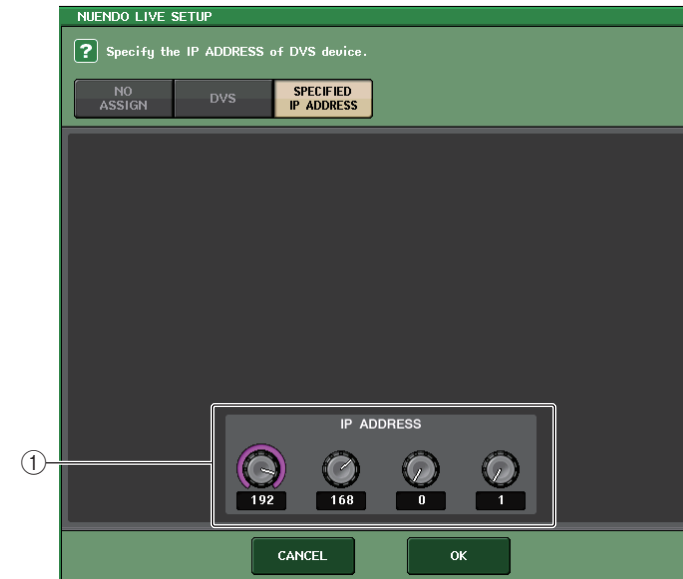 NUENDO LIVE SETUP
? Specify the IP ADDRESS of DVS device.
NO ASSIGN
DVS
SPECIFIED IP ADDRESS
IP ADDRESS
1
192 168 0 1
CANCEL OK